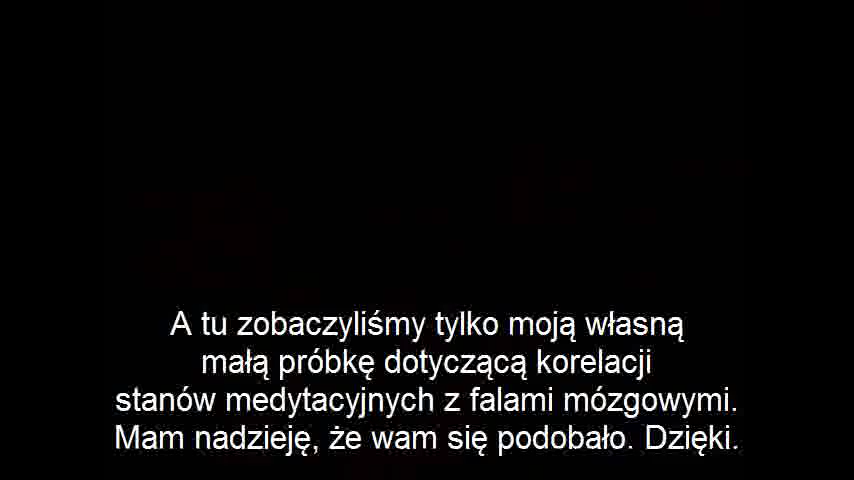 A tu zobaczyliśmy tylko moją własną
małą próbkę dotyczącą korelacji
stanów medytacyjnych z falami mózgowymi.
Mam nadzieję, że wam się podobało. Dzięki.